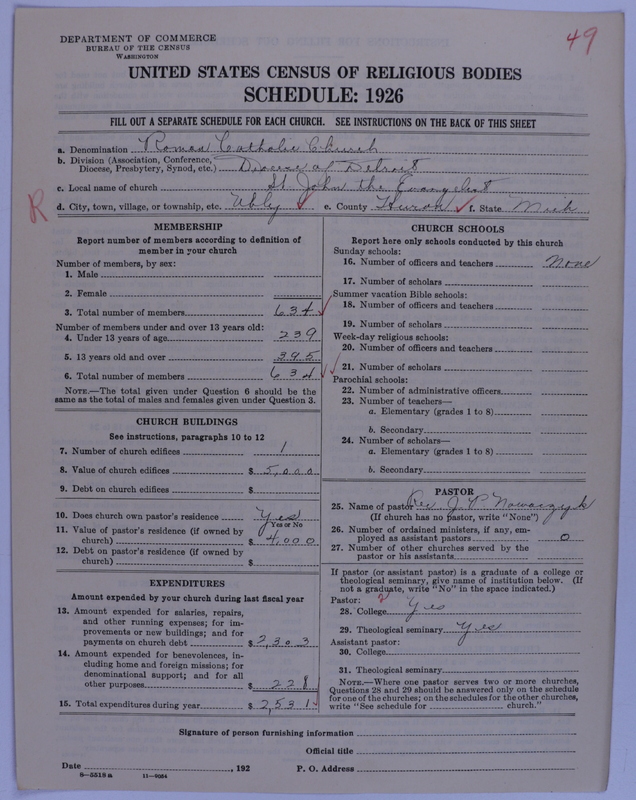 DEPARTMENT OF COMMERCE
BUREAU OF THE CENSUS
WASHINGTON
49
UNITED STATES CENSUS OF RELIGIOUS BODIES
SCHEDULE: 1926
FILL OUT A SEPARATE SCHEDULE FOR EACH CHURCH. SEE INSTRUCTIONS ON THE BACK OF THIS SHEET
a. Denomination Roman Catholic Church
b. Division (Association, Conference,
Diocese, Presbytery, Synod, etc.) Diocese of Detroit
c. Local name of church St John the Evangelist
R
d. City, town, village, or township, etc. Ubly e. County Huron f. State Mich
MEMBERSHIP
Report number of members according to definition of
member in your church
Number of members, by sex:
1. Male
2. Female
3. Total number of members 634
Number of members under and over 13 years old:
4. Under 13 years of age 239
5. 13 years old and over 395
6. Total number of members 634
NOTE.—The total given under Question 6 should be the
same as the total of males and females given under Question 3.
CHURCH BUILDINGS
See instructions, paragraphs 10 to 12
7. Number of church edifices 1
8. Value of church edifices $ 5,000
9. Debt on church edifices $
10. Does church own pastor's residence Yes
Yes or No
11. Value of pastor's residence (if owned by
church) $ 4,000
12. Debt on pastor's residence (if owned by
church) $
EXPENDITURES
Amount expended by your church during last fiscal year
13. Amount expended for salaries, repairs,
and other running expenses; for im-
provements or new buildings; and for
payments on church debt $ 2,303
14. Amount expended for benevolences, in-
cluding home and foreign missions; for
denominational support; and for all
other purposes $ 228
15. Total expenditures during year $ 2,531
CHURCH SCHOOLS
Report here only schools conducted by this church
Sunday schools:
16. Number of officers and teachers None
17. Number of scholars
Summer vacation Bible schools:
18. Number of officers and teachers
19. Number of scholars
Week-day religious schools:
20. Number of officers and teachers
21. Number of scholars
Parochial schools:
22. Number of administrative officers
23. Number of teachers—
a. Elementary (grades 1 to 8)
b. Secondary
24. Number of scholars—
a. Elementary (grades 1 to 8)
b. Secondary
PASTOR
25. Name of pastor Rev J P Nowaczyk
(If church has no pastor, write "None")
26. Number of ordained ministers, if any, em-
ployed as assistant pastors 0
27. Number of other churches served by the
pastor or his assistants
If pastor (or assistant pastor) is a graduate of a college or
theological seminary, give name of institution below. (If
not a graduate, write "No" in the space indicated.)
Pastor: ?
28. College Yes
29. Theological seminary Yes
Assistant pastor:
30. College
31. Theological seminary
NOTE.—Where one pastor serves two or more churches,
Questions 28 and 29 should be answered only on the schedule
for one of the churches; on the schedules for the other churches,
write "See schedule for church."
Signature of person furnishing information
Official title
Date , 192 P. O. Address
8—5518a 11—9054